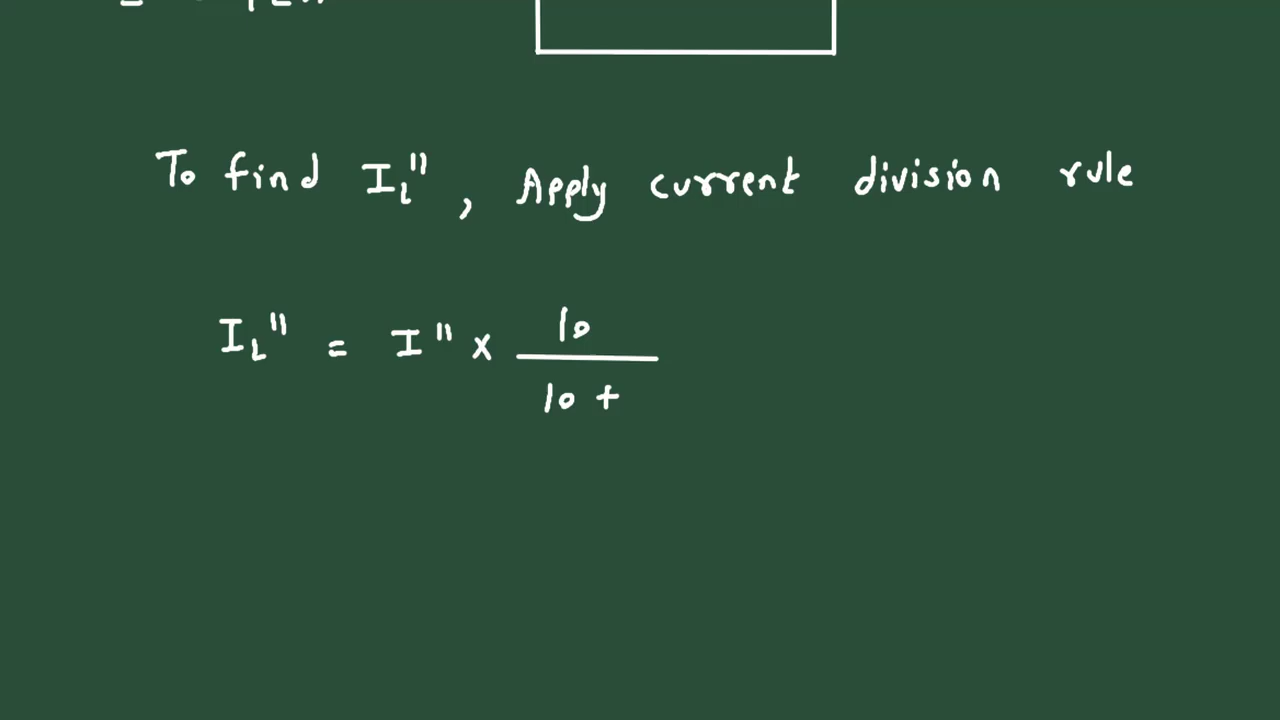 To find I_L'' , Apply current division rule
I_L'' = I'' x 10
10 +